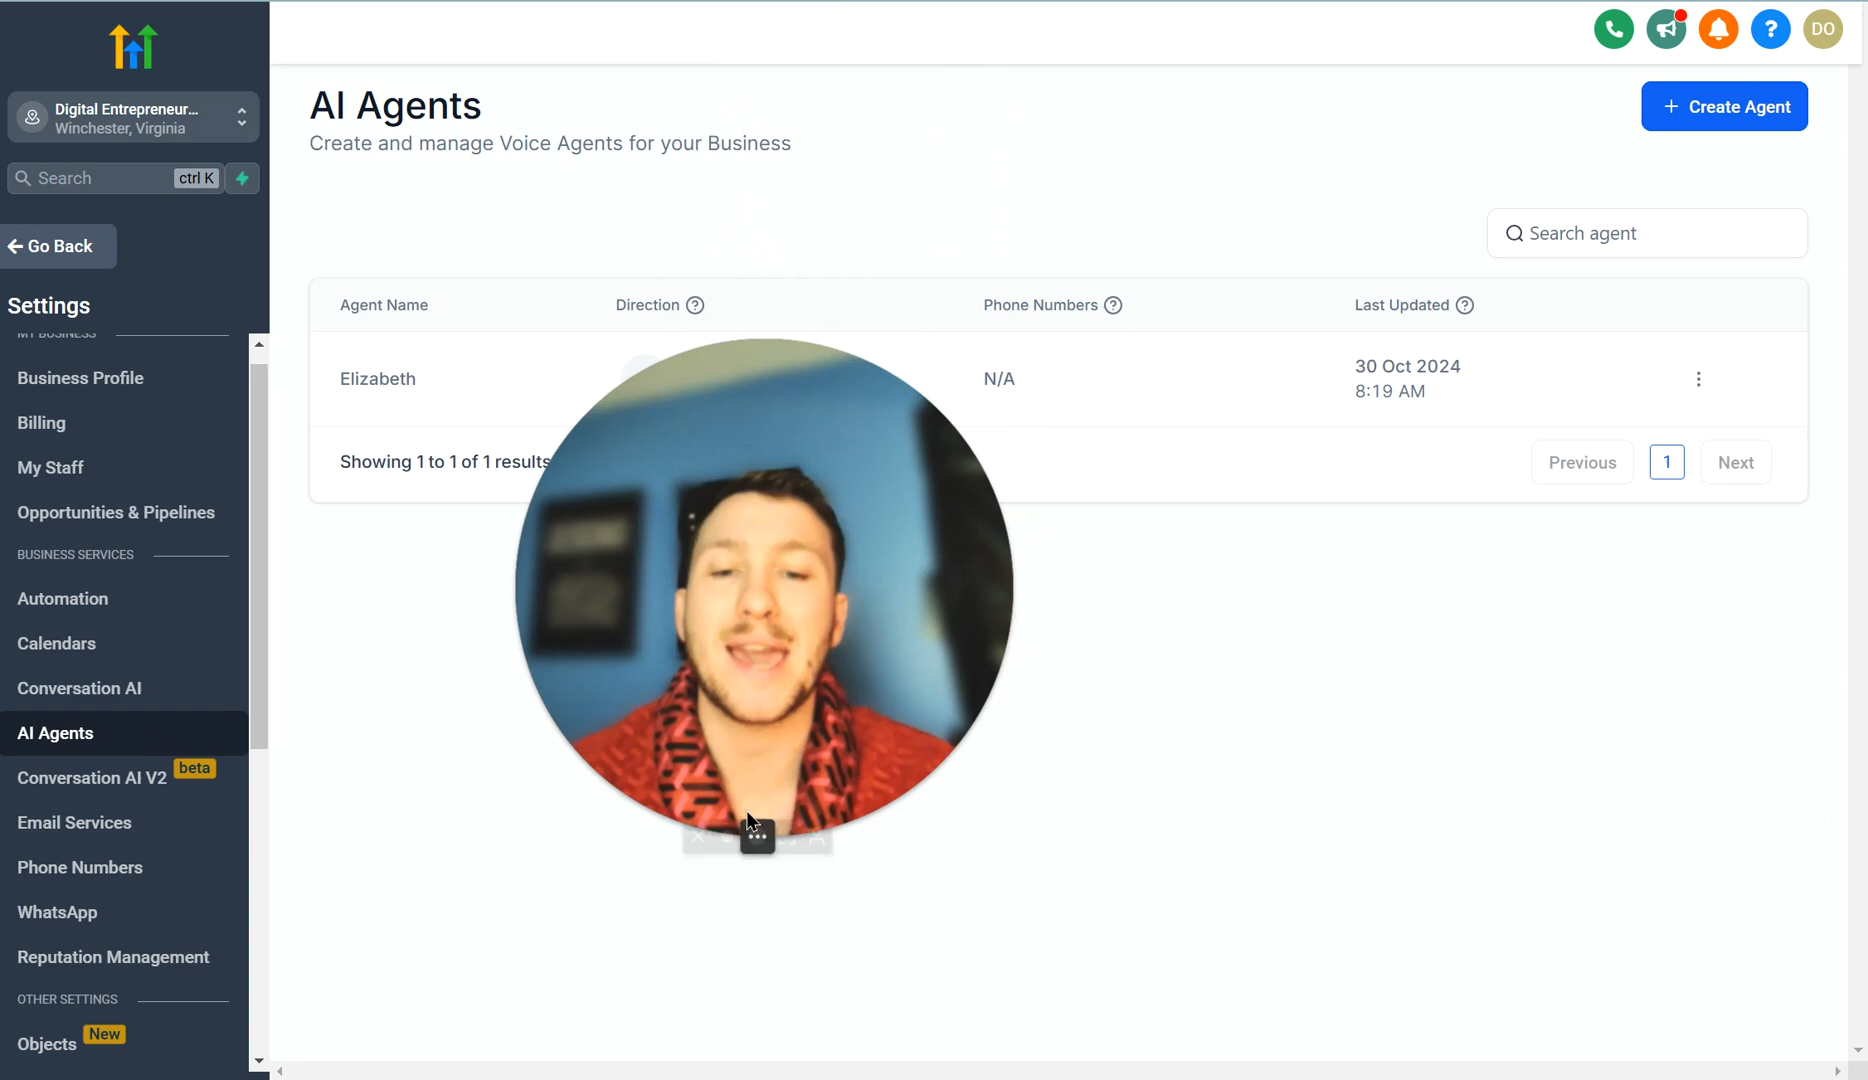 Digital Entrepreneur...
Winchester, Virginia
Search
ctrl K
Go Back
Settings
MY BUSINESS
Business Profile
Billing
My Staff
Opportunities & Pipelines
BUSINESS SERVICES
Automation
Calendars
Conversation AI
AI Agents
Conversation AI V2
beta
Email Services
Phone Numbers
WhatsApp
Reputation Management
OTHER SETTINGS
Objects
New
?
DO
AI Agents
Create and manage Voice Agents for your Business
+ Create Agent
Search agent
Agent Name
Direction ?
Phone Numbers ?
Last Updated ?
Elizabeth
N/A
30 Oct 2024
8:19 AM
Showing 1 to 1 of 1 results
Previous
1
Next